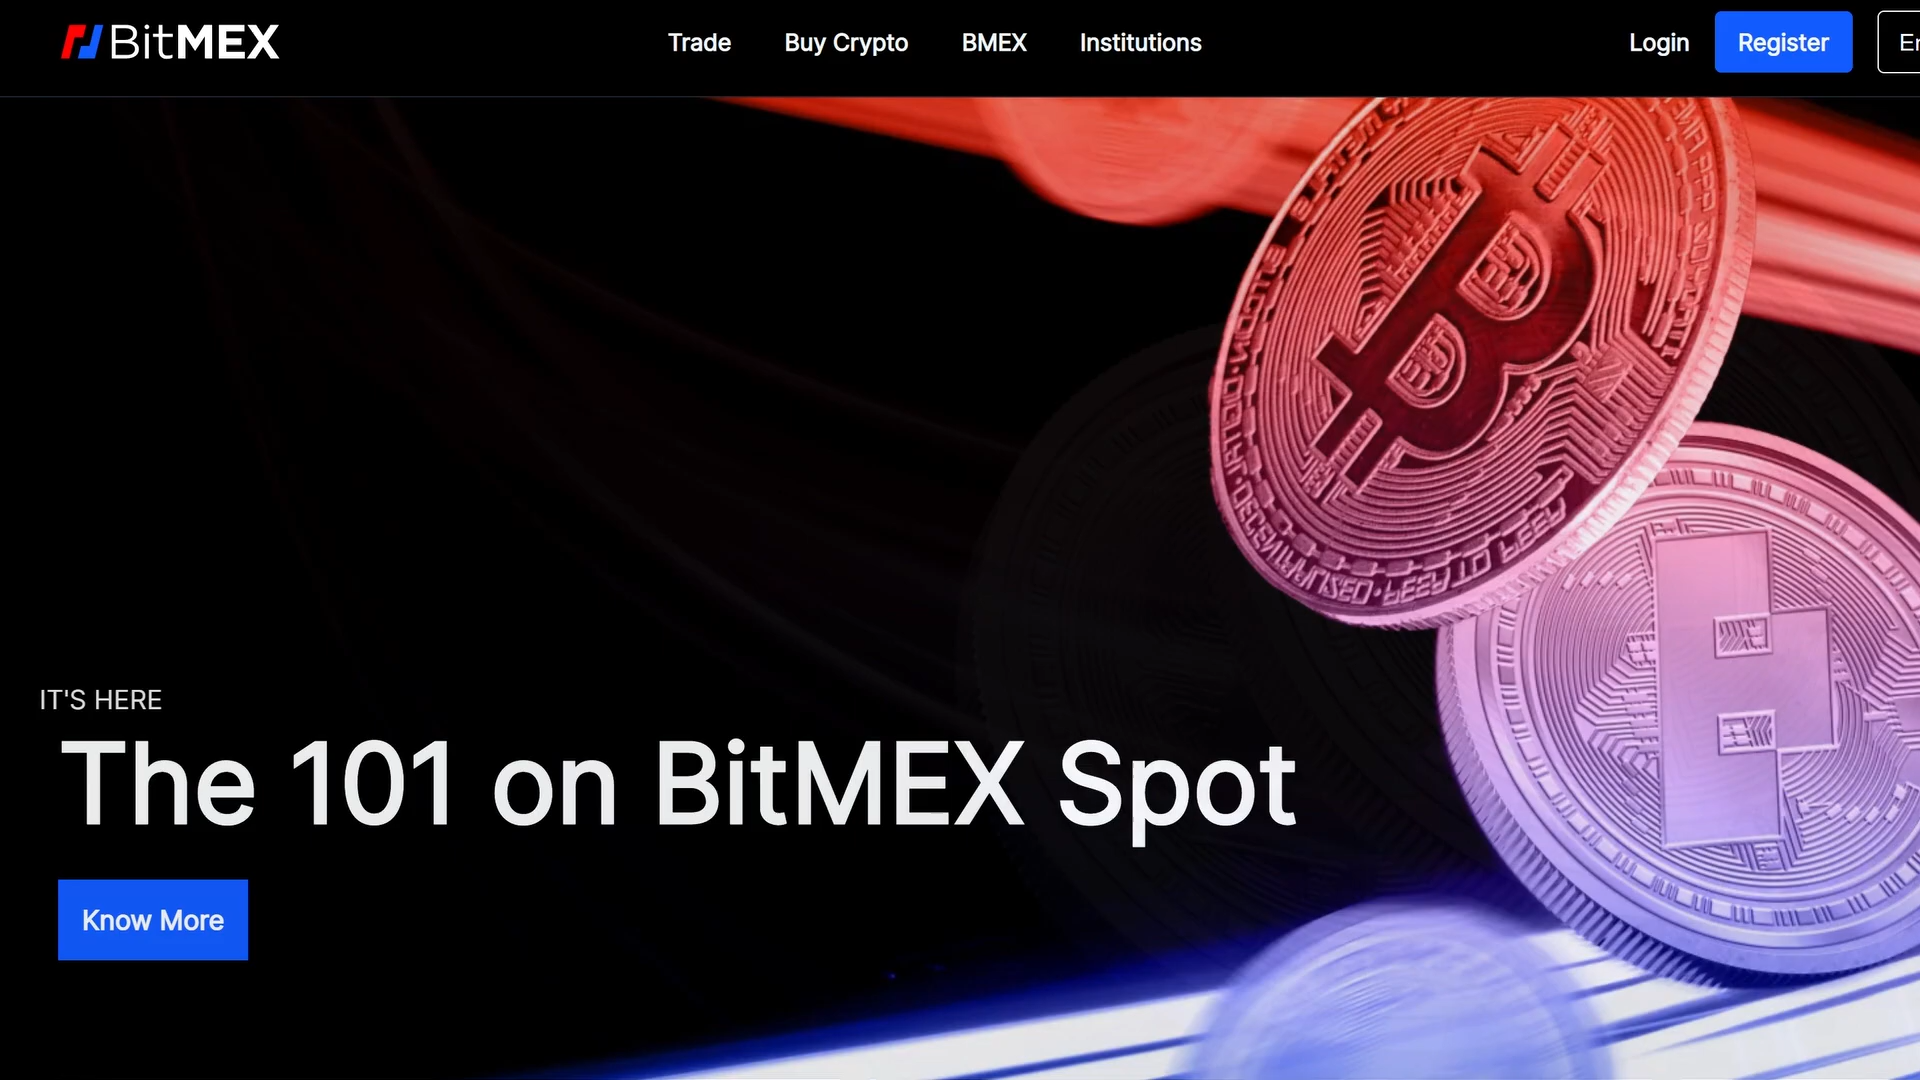 BitMEX
Trade Buy Crypto BMEX Institutions
Login Register
IT'S HERE
The 101 on BitMEX Spot
Know More